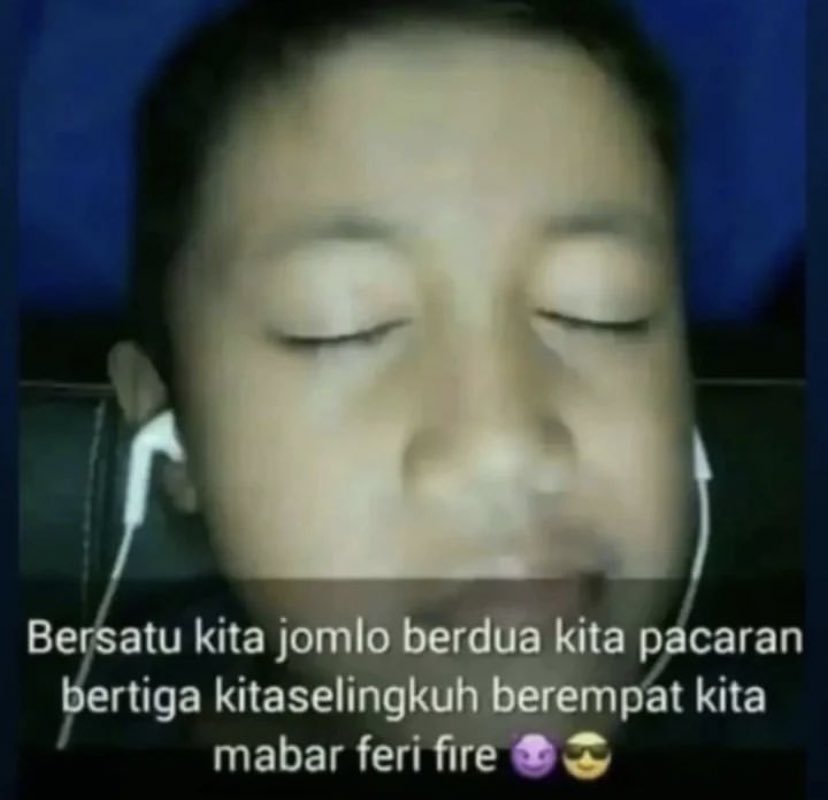 Bersatu kita jomlo berdua kita pacaran
bertiga kitaselingkuh berempat kita
mabar feri fire 😈😎